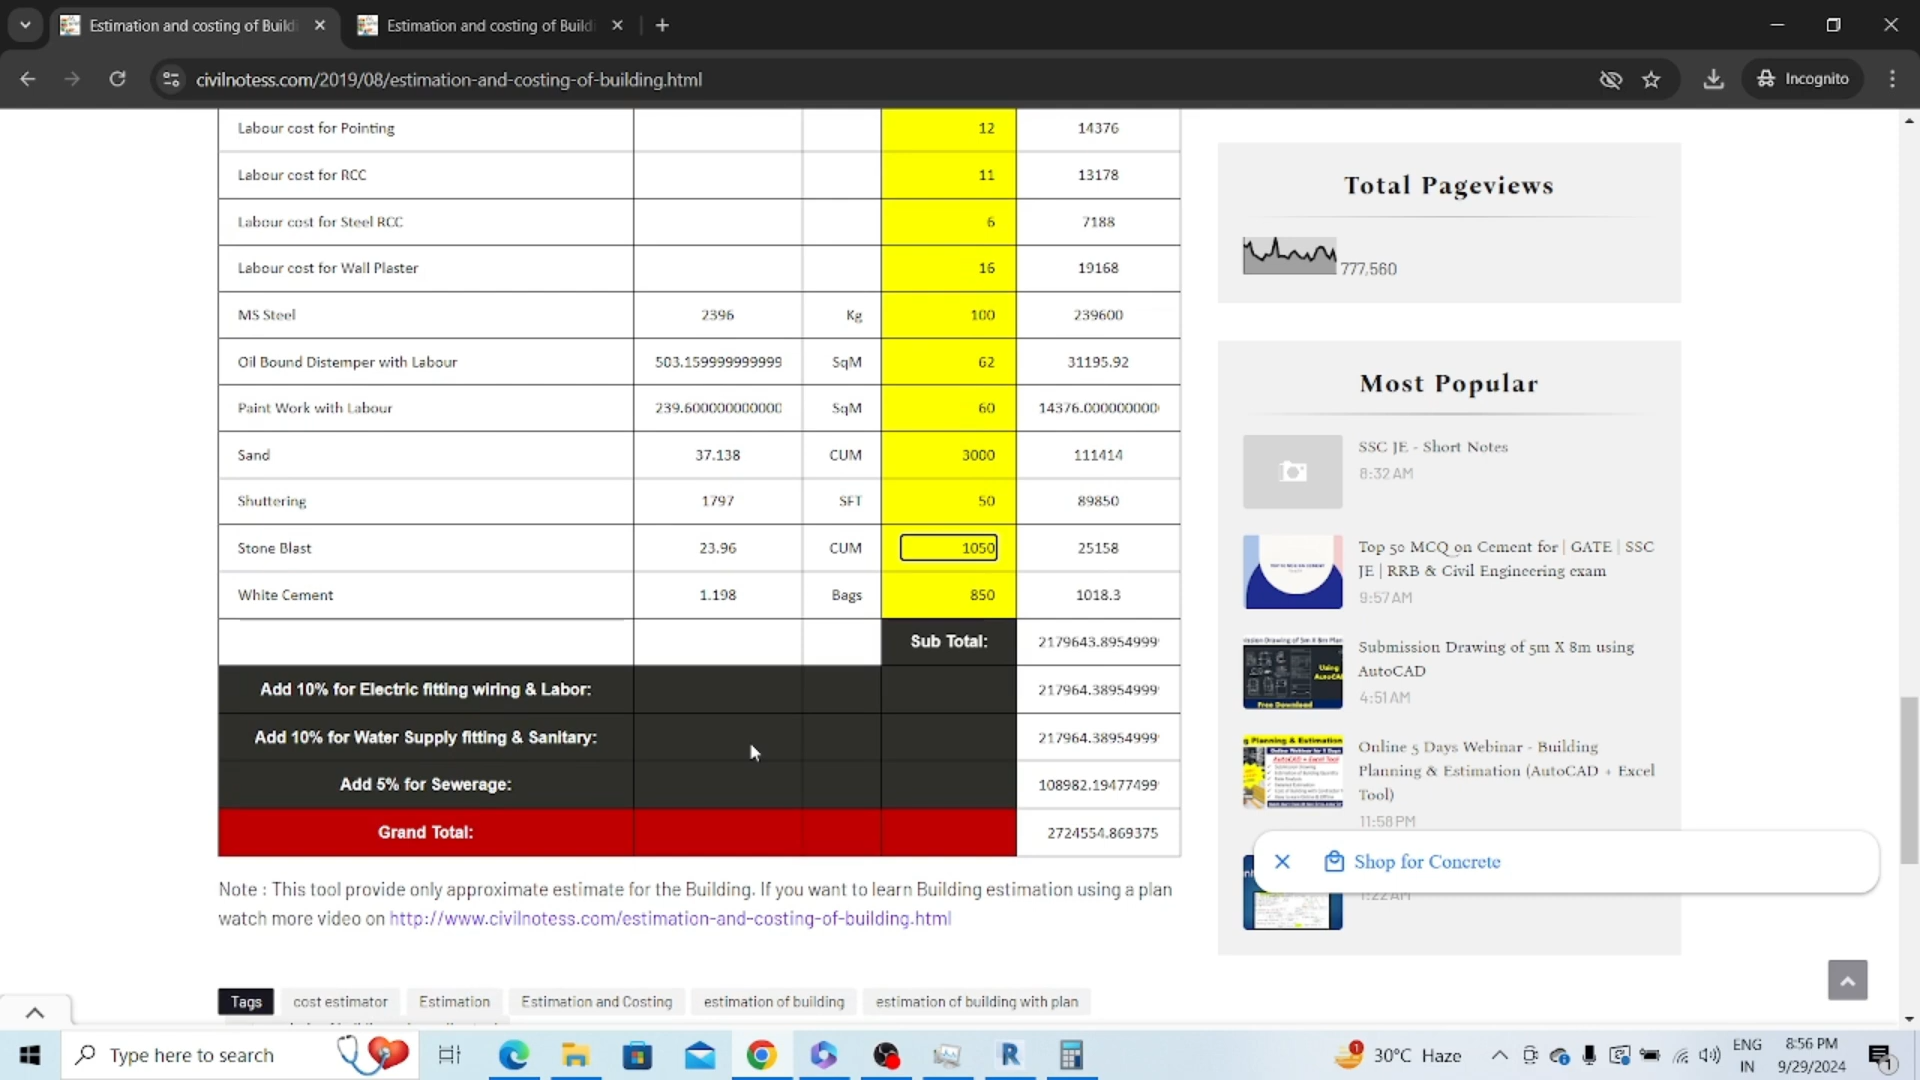 Estimation and costing of Build
Estimation and costing of Build
civilnotess.com/2019/08/estimation-and-costing-of-building.html
Incognito
Labour cost for Pointing 12 14376
Labour cost for RCC 11 13178
Labour cost for Steel RCC 6 7188
Labour cost for Wall Plaster 16 19168
MS Steel 2396 Kg 100 239600
Oil Bound Distemper with Labour 503.159999999999 SqM 62 31195.92
Paint Work with Labour 239.600000000000 SqM 60 14376.000000000
Sand 37.138 CUM 3000 111414
Shuttering 1797 SFT 50 89850
Stone Blast 23.96 CUM 1050 25158
White Cement 1.198 Bags 850 1018.3
Sub Total: 2179643.8954999
Add 10% for Electric fitting wiring & Labor: 217964.38954999
Add 10% for Water Supply fitting & Sanitary: 217964.38954999
Add 5% for Sewerage: 108982.19477499
Grand Total: 2724554.869375
Note : This tool provide only approximate estimate for the Building. If you want to learn Building estimation using a plan
watch more video on http://www.civilnotess.com/estimation-and-costing-of-building.html
Tags cost estimator Estimation Estimation and Costing estimation of building estimation of building with plan
Total Pageviews
777,560
Most Popular
SSC JE - Short Notes
8:32 AM
Top 50 MCQ on Cement for | GATE | SSC
JE | RRB & Civil Engineering exam
9:57 AM
Submission Drawing of 5m X 8m using
AutoCAD
4:51 AM
Online 5 Days Webinar - Building
Planning & Estimation (AutoCAD + Excel
Tool)
11:58 PM
Shop for Concrete
1:22 AM
Type here to search
30°C Haze
ENG
IN
8:56 PM
9/29/2024